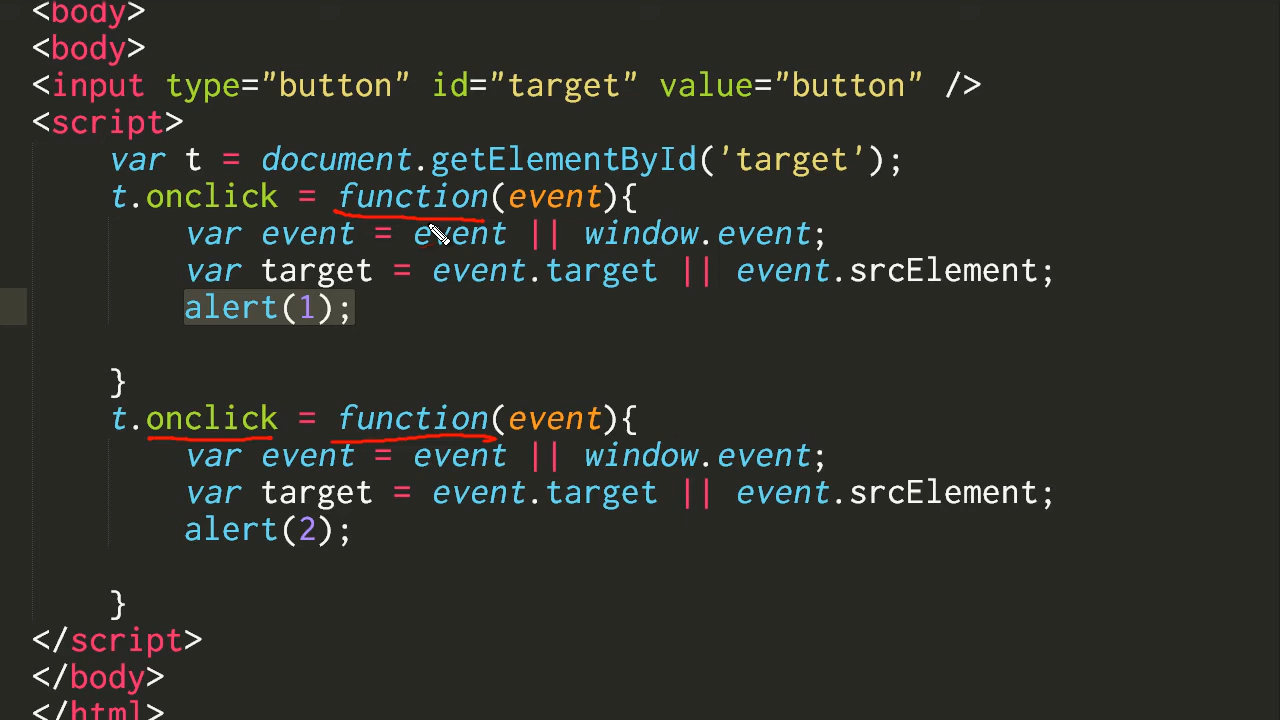 <body>
<body>
<input type="button" id="target" value="button" />
<script>
var t = document.getElementById('target');
t.onclick = function(event){
var event = event || window.event;
var target = event.target || event.srcElement;
alert(1);
}
t.onclick = function(event){
var event = event || window.event;
var target = event.target || event.srcElement;
alert(2);
}
</script>
</body>
</html>